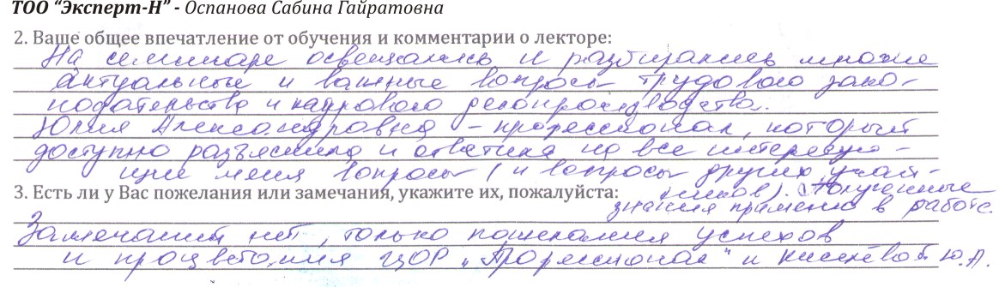 ТОО “Эксперт-Н” - Оспанова Сабина Гайратовна
2. Ваше общее впечатление от обучения и комментарии о лекторе:
На семинаре освещались и разбирались многие
актуальные и важные вопросы трудового зако-
нодательства и кадрового делопроизводства.
Юлия Александровна - профессионал, который
доступно разъяснила и ответила на все интересую-
щие меня вопросы (и вопросы других участ-
3. Есть ли у Вас пожелания или замечания, укажите их, пожалуйста:
ников). Полученные
знания применю в работе.
Замечаний нет, только пожелания успехов
и процветания ЦОР „Профессионал“ и Киселёвой Ю.А.